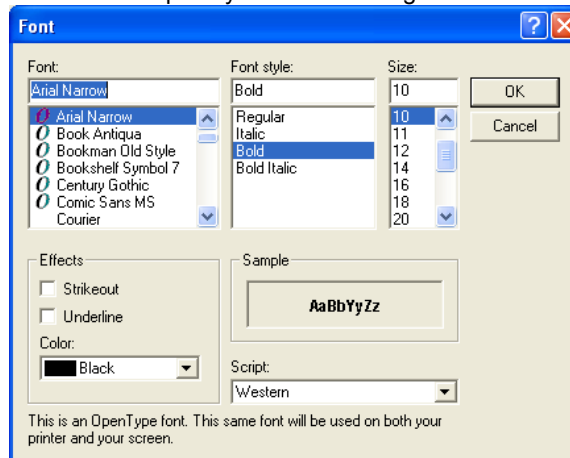 Font
Font:
Arial Narrow
Arial Narrow
Book Antiqua
Bookman Old Style
Bookshelf Symbol 7
Century Gothic
Comic Sans MS
Courier
Font style:
Bold
Regular
Italic
Bold
Bold Italic
Size:
10
10
11
12
14
16
18
20
OK
Cancel
Effects
Strikeout
Underline
Color:
Black
Sample
AaBbYyZz
Script:
Western
This is an OpenType font. This same font will be used on both your
printer and your screen.